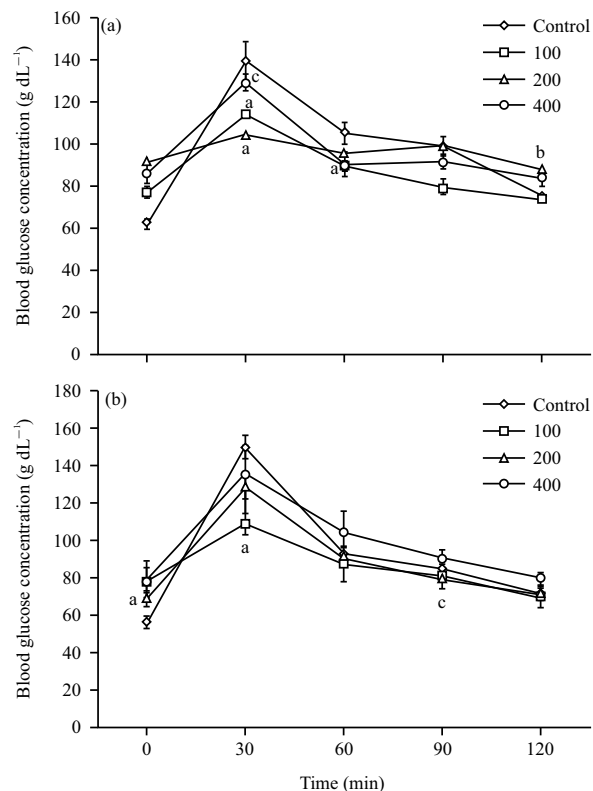 160
140
120
100
80
60
40
20
0
Blood glucose concentration (g dL⁻¹)
(a)
Control
100
200
400
c
a
a
a
b
180
160
140
120
100
80
60
40
20
0
Blood glucose concentration (g dL⁻¹)
(b)
Control
100
200
400
a
a
c
0 30 60 90 120
Time (min)